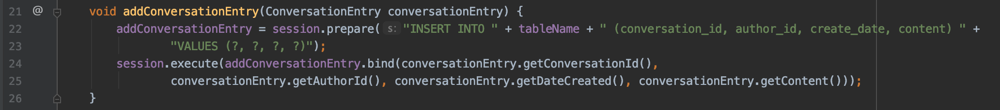 21 @ void addConversationEntry(ConversationEntry conversationEntry) {
22 addConversationEntry = session.prepare( s: "INSERT INTO " + tableName + " (conversation_id, author_id, create_date, content) " +
23 "VALUES (?, ?, ?, ?)");
24 session.execute(addConversationEntry.bind(conversationEntry.getConversationId(),
25 conversationEntry.getAuthorId(), conversationEntry.getDateCreated(), conversationEntry.getContent()));
26 }